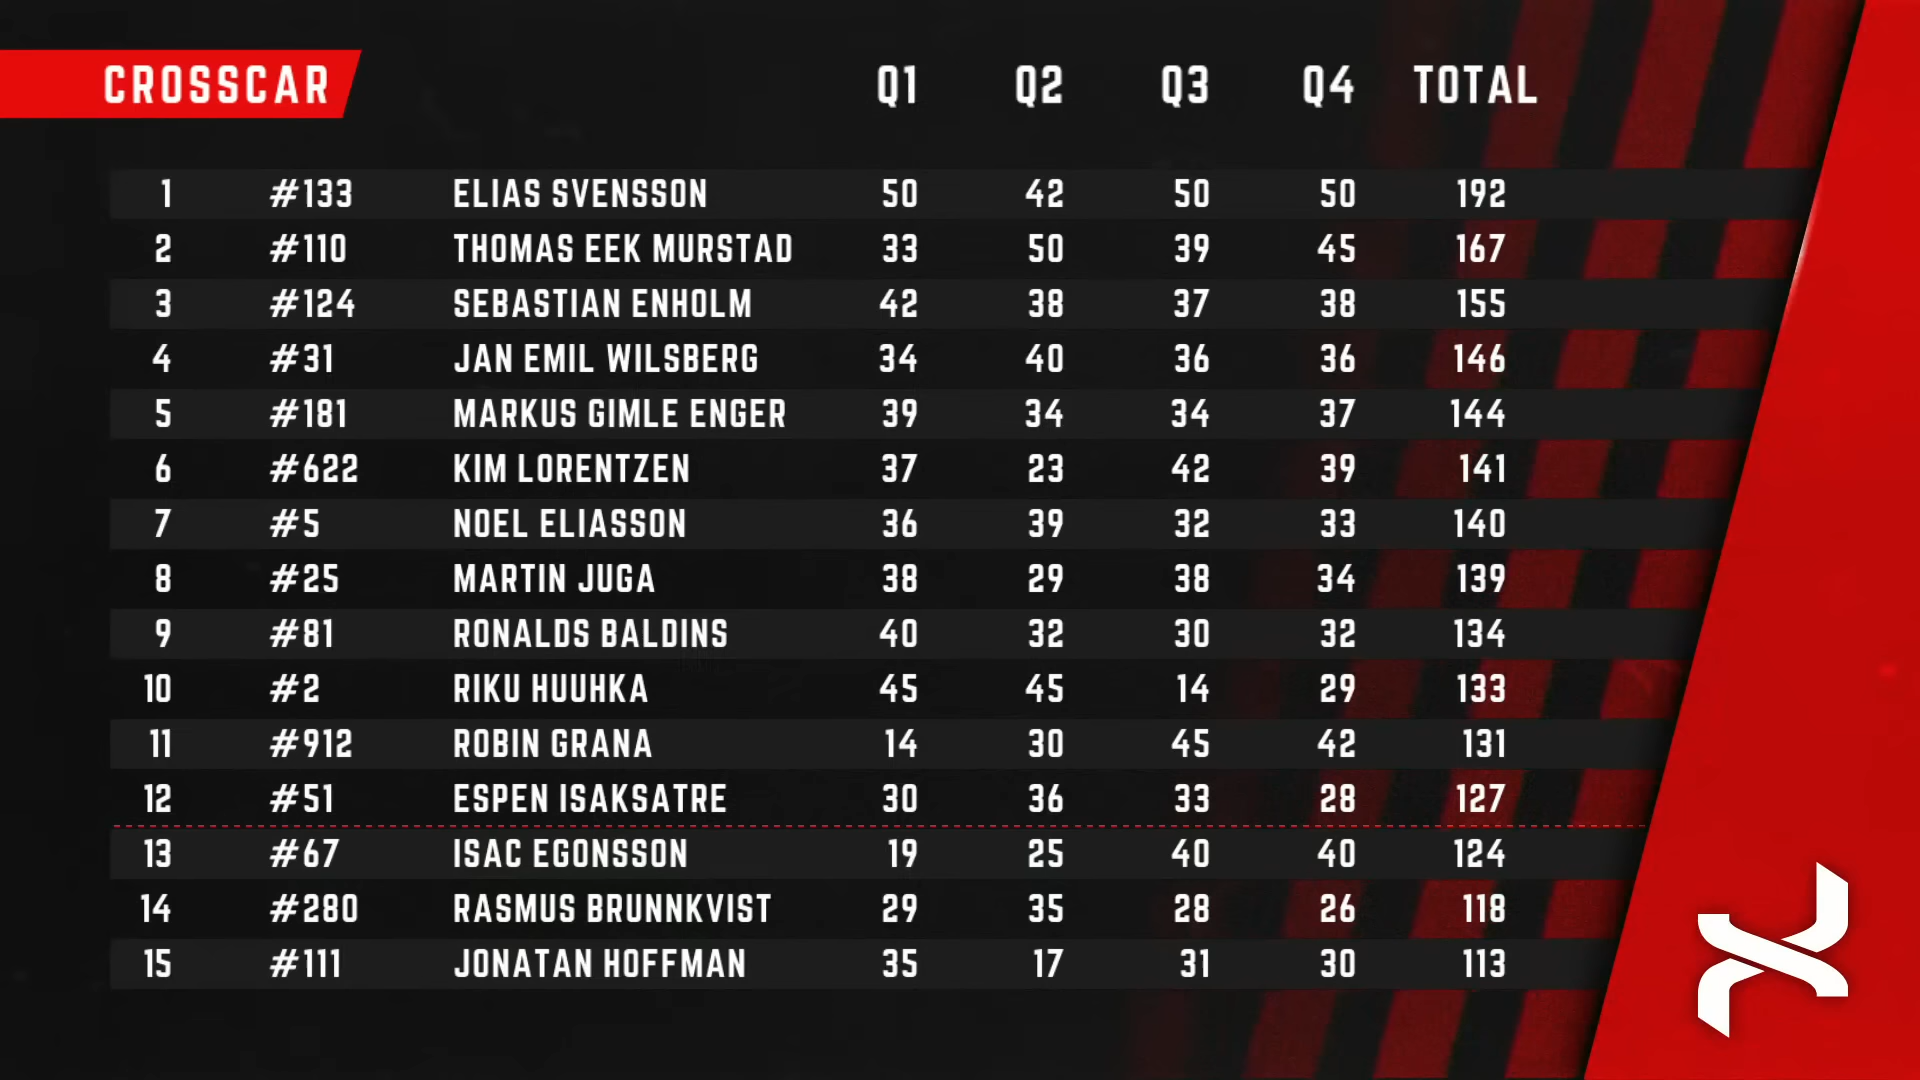 CROSSCAR Q1 Q2 Q3 Q4 TOTAL
1 #133 ELIAS SVENSSON 50 42 50 50 192
2 #110 THOMAS EEK MURSTAD 33 50 39 45 167
3 #124 SEBASTIAN ENHOLM 42 38 37 38 155
4 #31 JAN EMIL WILSBERG 34 40 36 36 146
5 #181 MARKUS GIMLE ENGER 39 34 34 37 144
6 #622 KIM LORENTZEN 37 23 42 39 141
7 #5 NOEL ELIASSON 36 39 32 33 140
8 #25 MARTIN JUGA 38 29 38 34 139
9 #81 RONALDS BALDINS 40 32 30 32 134
10 #2 RIKU HUUHKA 45 45 14 29 133
11 #912 ROBIN GRANA 14 30 45 42 131
12 #51 ESPEN ISAKSATRE 30 36 33 28 127
13 #67 ISAC EGONSSON 19 25 40 40 124
14 #280 RASMUS BRUNNKVIST 29 35 28 26 118
15 #111 JONATAN HOFFMAN 35 17 31 30 113